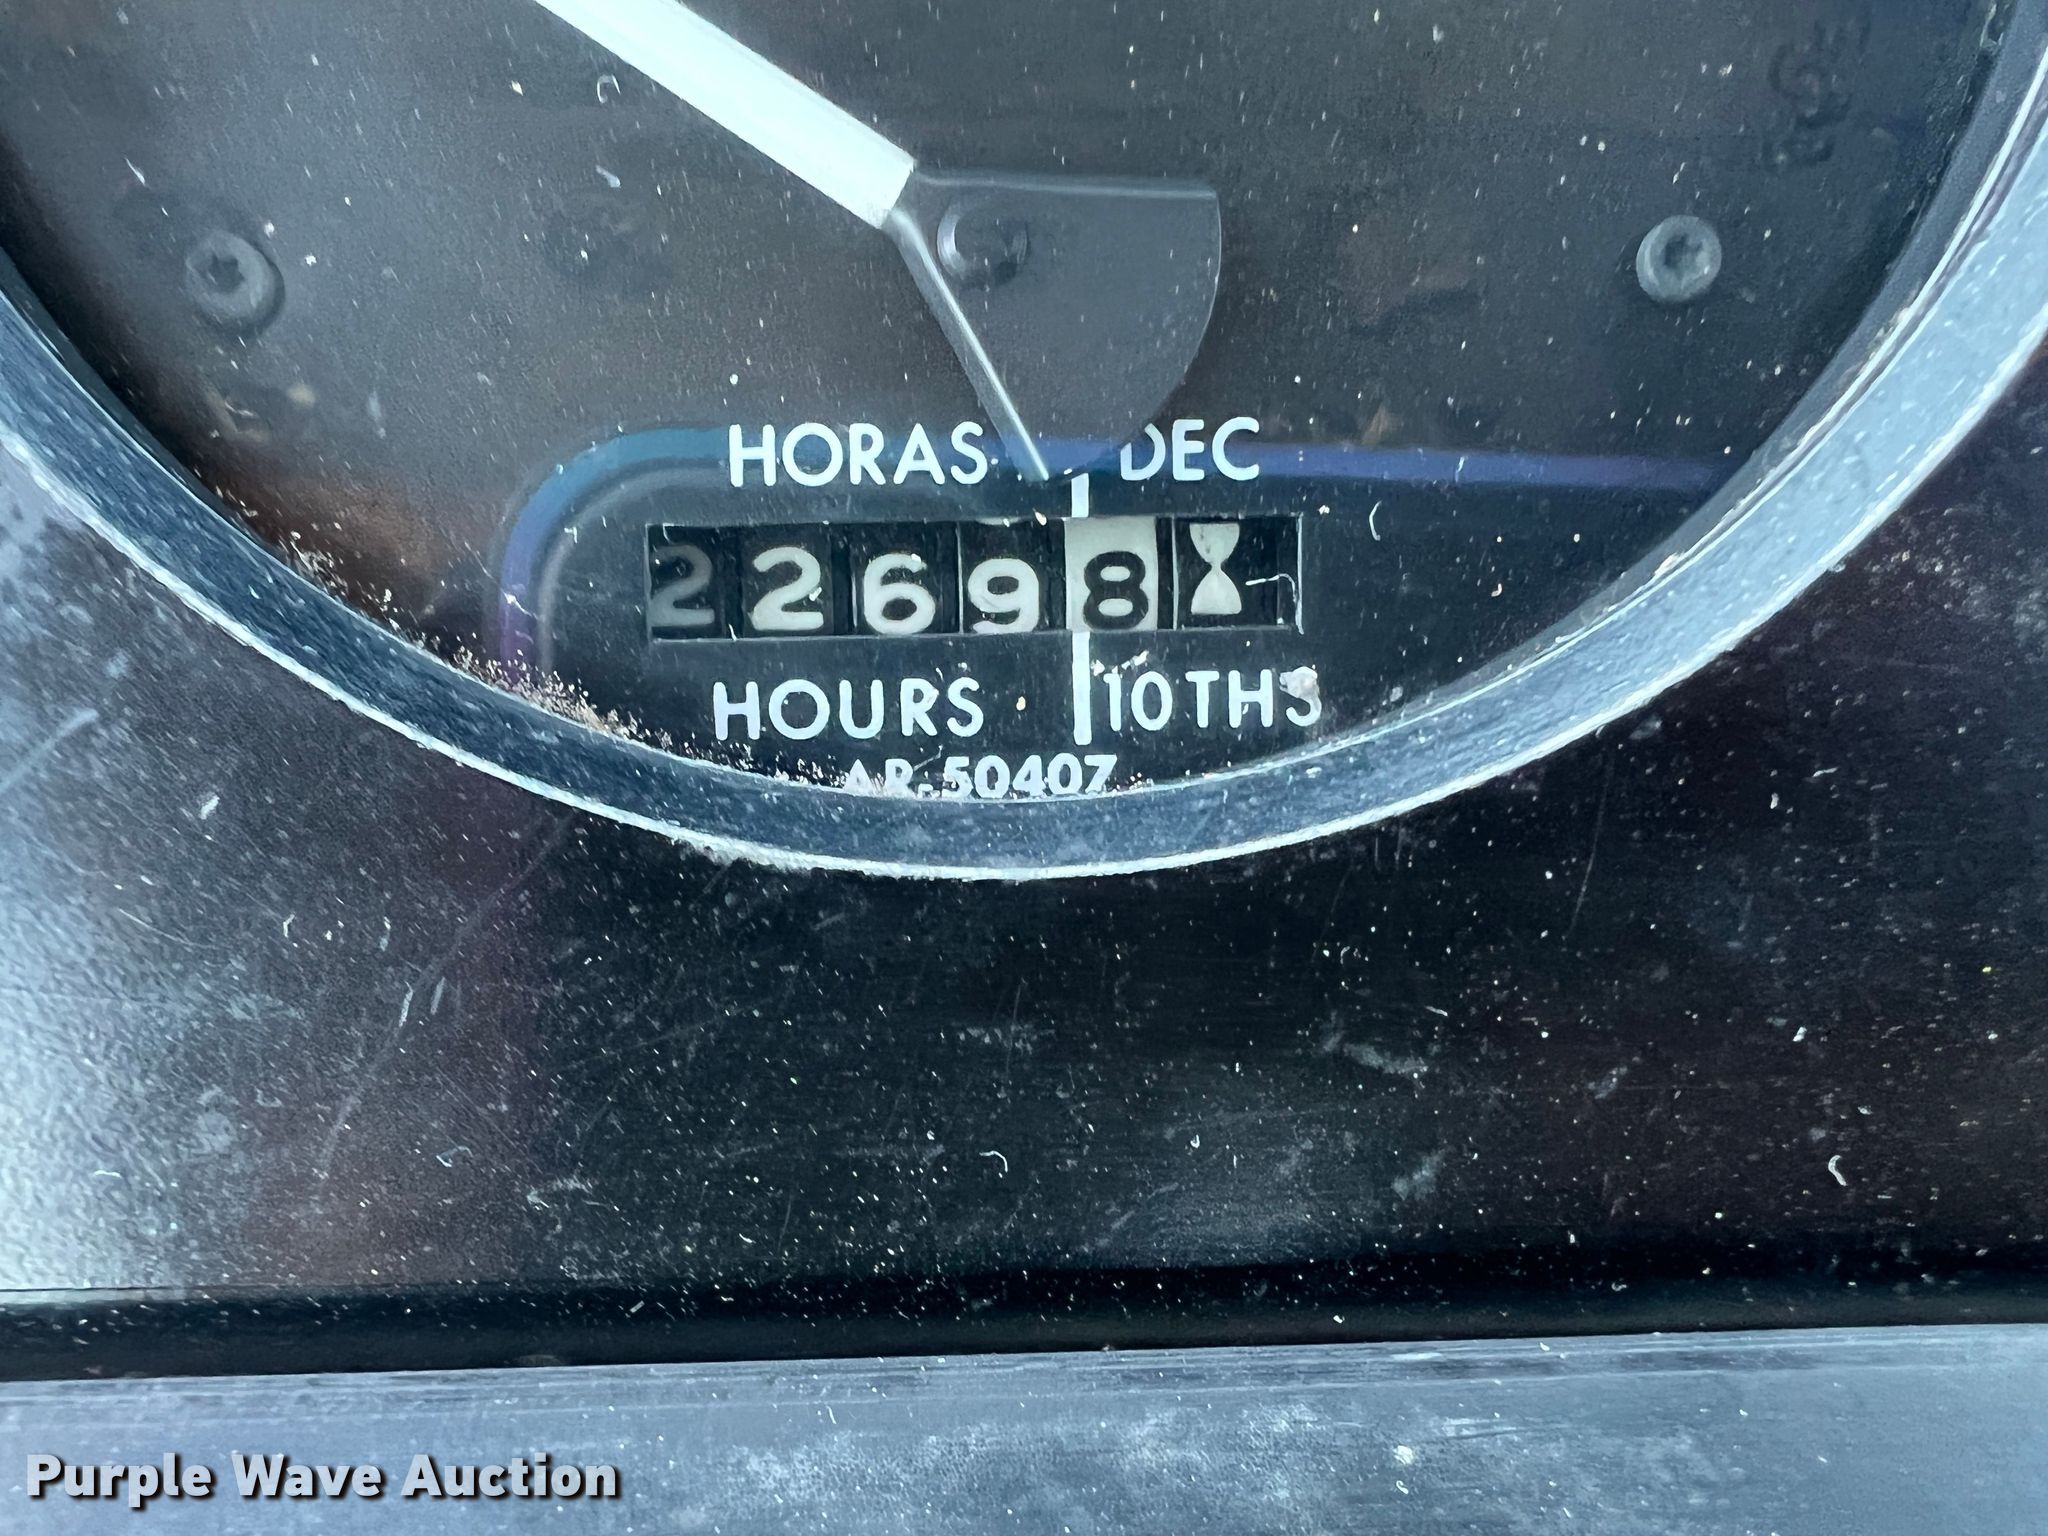 HORAS DEC
22698
HOURS 10THS
AR.50407
Purple Wave Auction